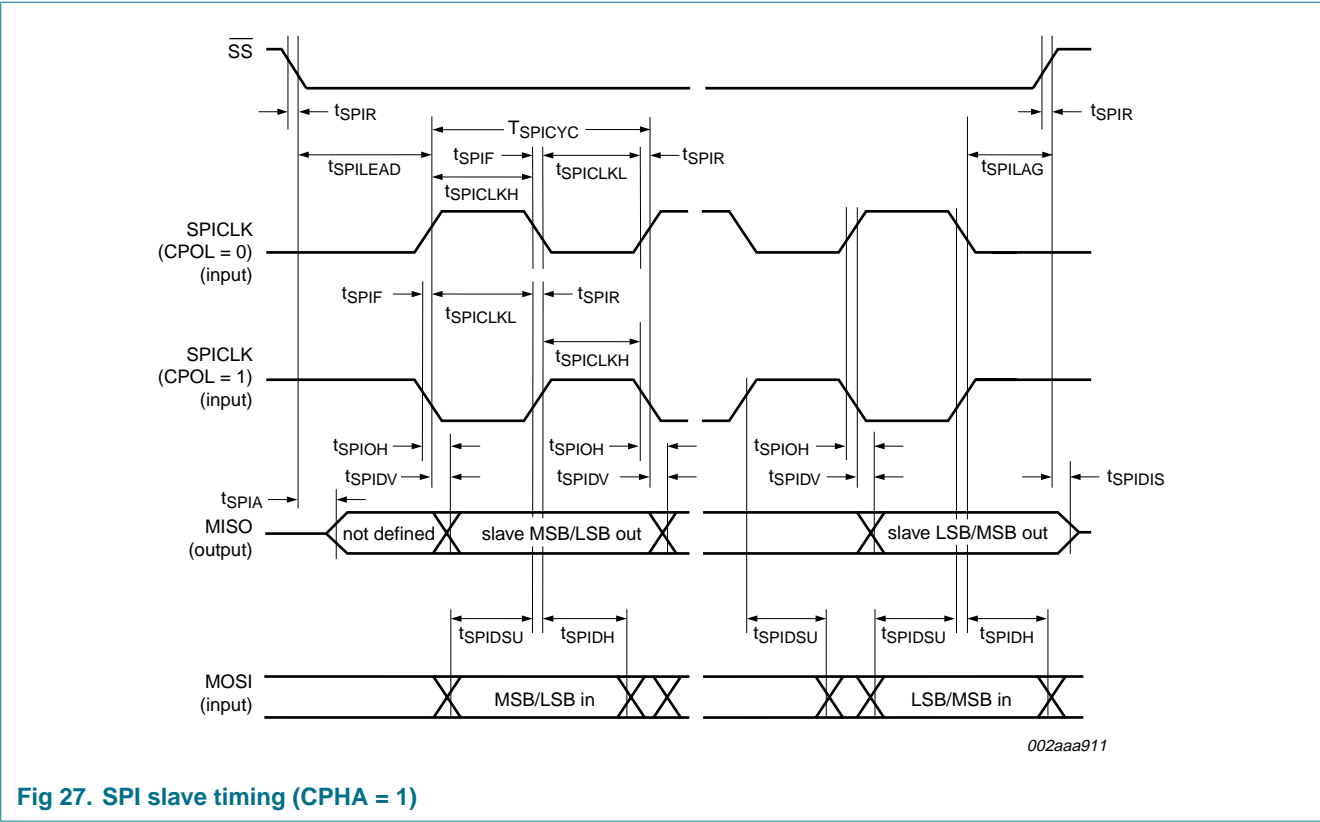 SS
tSPIR
tSPIR
TSPICYC
tSPIF
tSPIR
tSPILEAD
tSPICLKL
tSPILAG
tSPICLKH
SPICLK
(CPOL = 0)
(input)
tSPIF
tSPIR
tSPICLKL
SPICLK
(CPOL = 1)
(input)
tSPICLKH
tSPIOH
tSPIOH
tSPIOH
tSPIDV
tSPIDV
tSPIDV
tSPIDIS
tSPIA
MISO
(output)
not defined
slave MSB/LSB out
slave LSB/MSB out
tSPIDSU
tSPIDH
tSPIDSU
tSPIDSU
tSPIDH
MOSI
(input)
MSB/LSB in
LSB/MSB in
002aaa911
Fig 27. SPI slave timing (CPHA = 1)